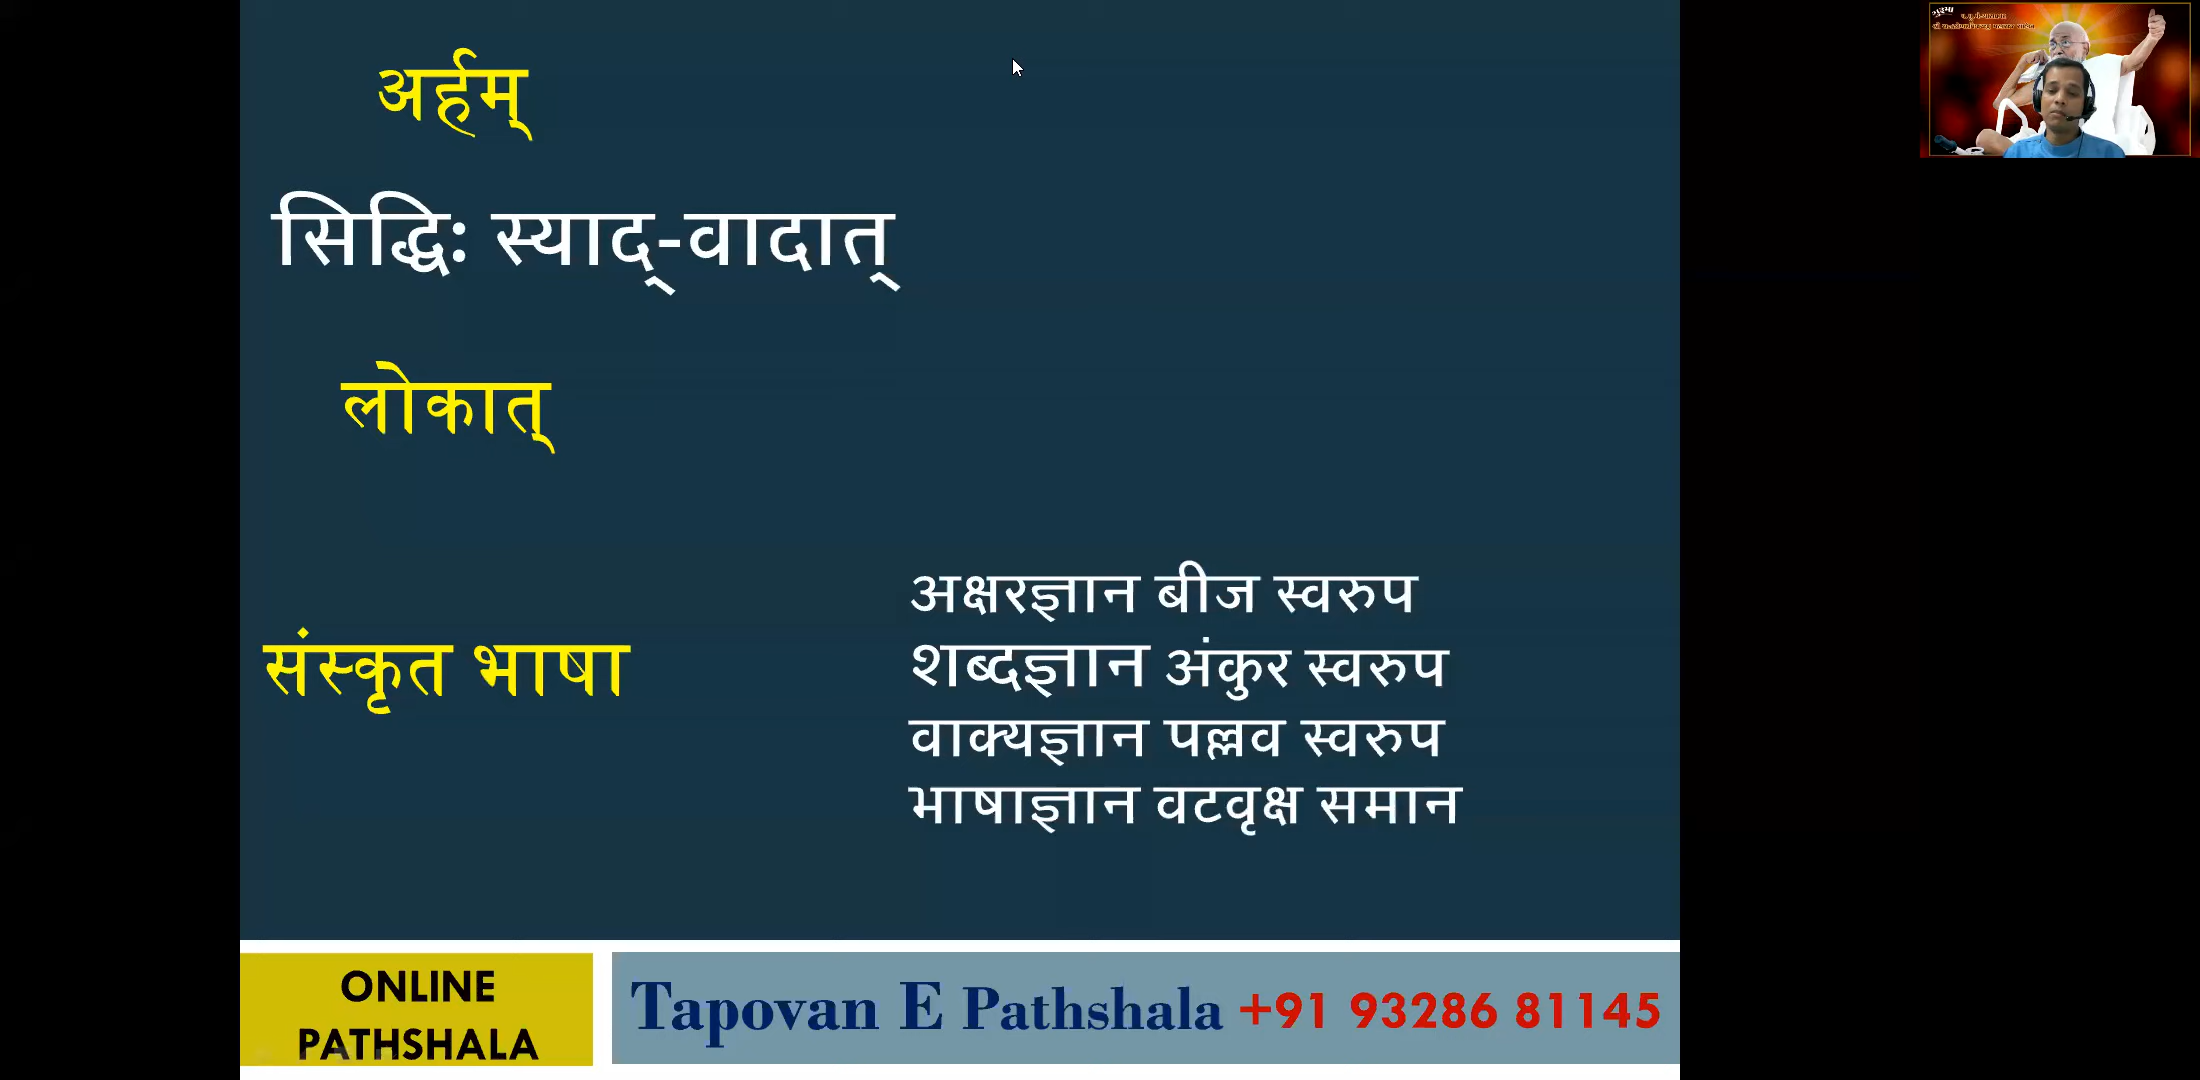 अर्हम्
सिद्धिः स्याद्-वादात्
लोकात्
संस्कृत भाषा
अक्षरज्ञान बीज स्वरुप
शब्दज्ञान अंकुर स्वरुप
वाक्यज्ञान पल्लव स्वरुप
भाषाज्ञान वटवृक्ष समान
ONLINE
PATHSHALA
Tapovan E Pathshala +91 93286 81145